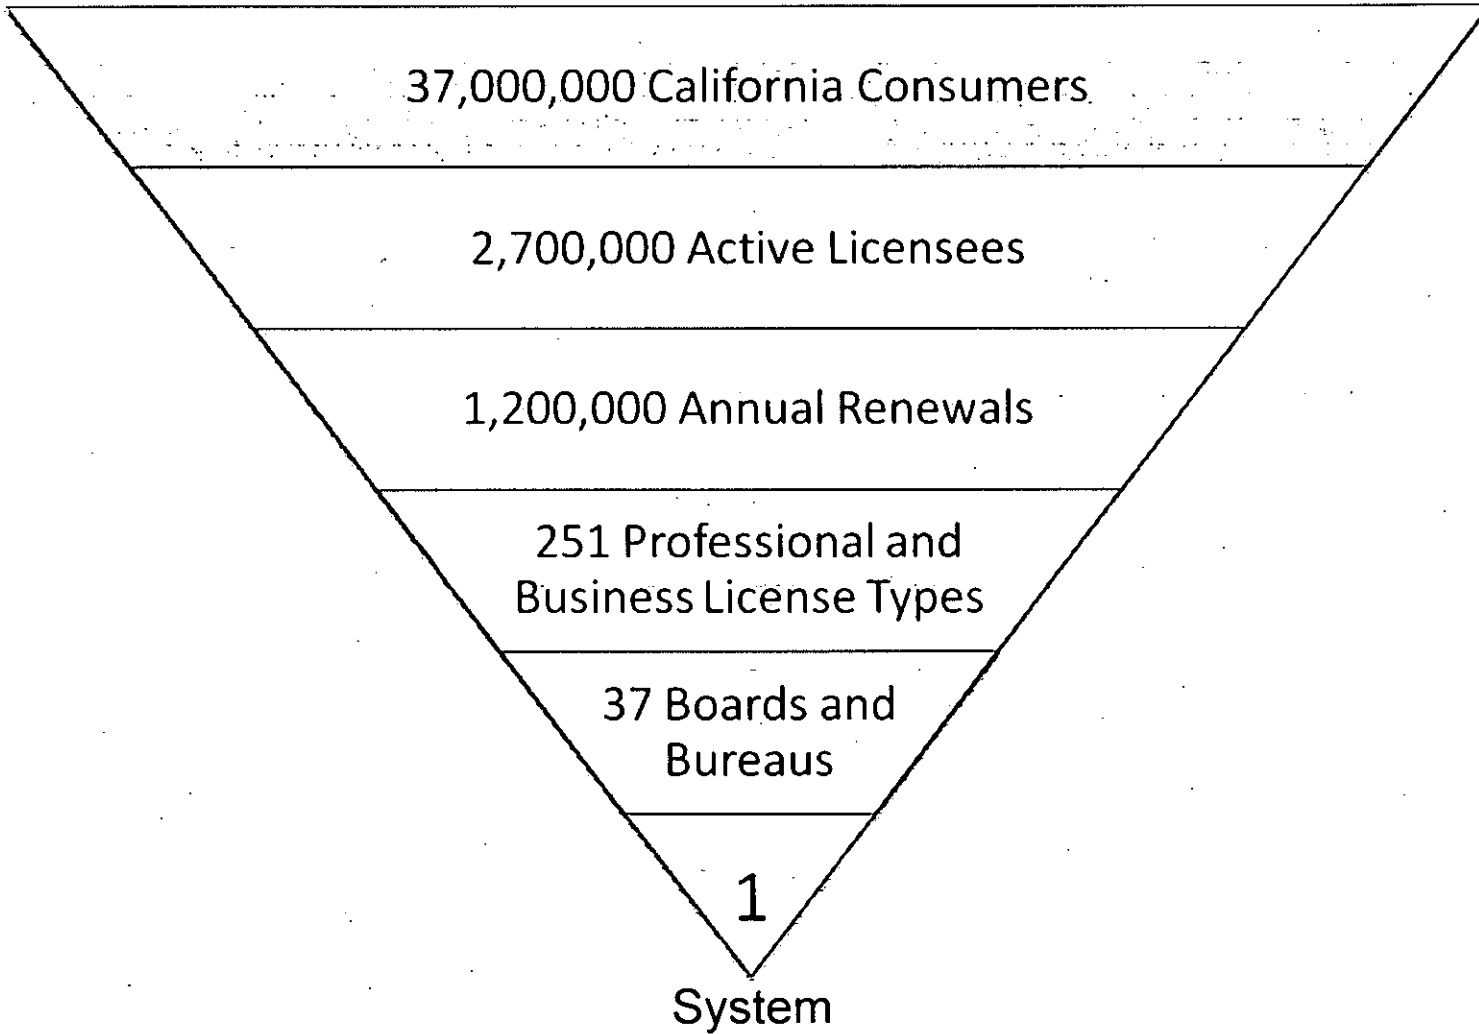 37,000,000 California Consumers
2,700,000 Active Licensees
1,200,000 Annual Renewals
251 Professional and
Business License Types
37 Boards and
Bureaus
1
System